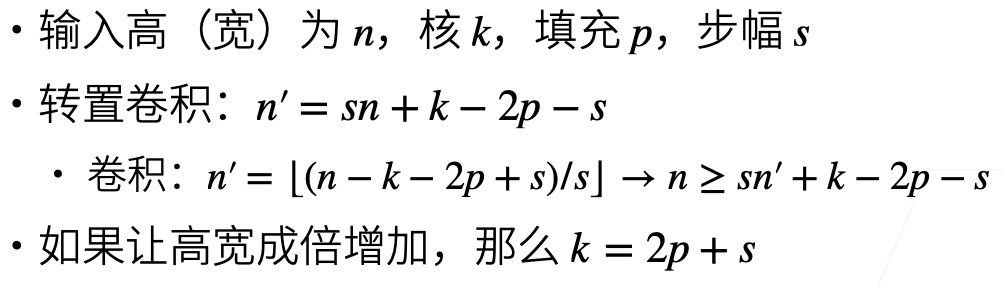 • 输入高（宽）为 n，核 k，填充 p，步幅 s
• 转置卷积：n′ = sn + k − 2p − s
• 卷积：n′ = ⌊(n − k − 2p + s)/s⌋ → n ≥ sn′ + k − 2p − s
• 如果让高宽成倍增加，那么 k = 2p + s